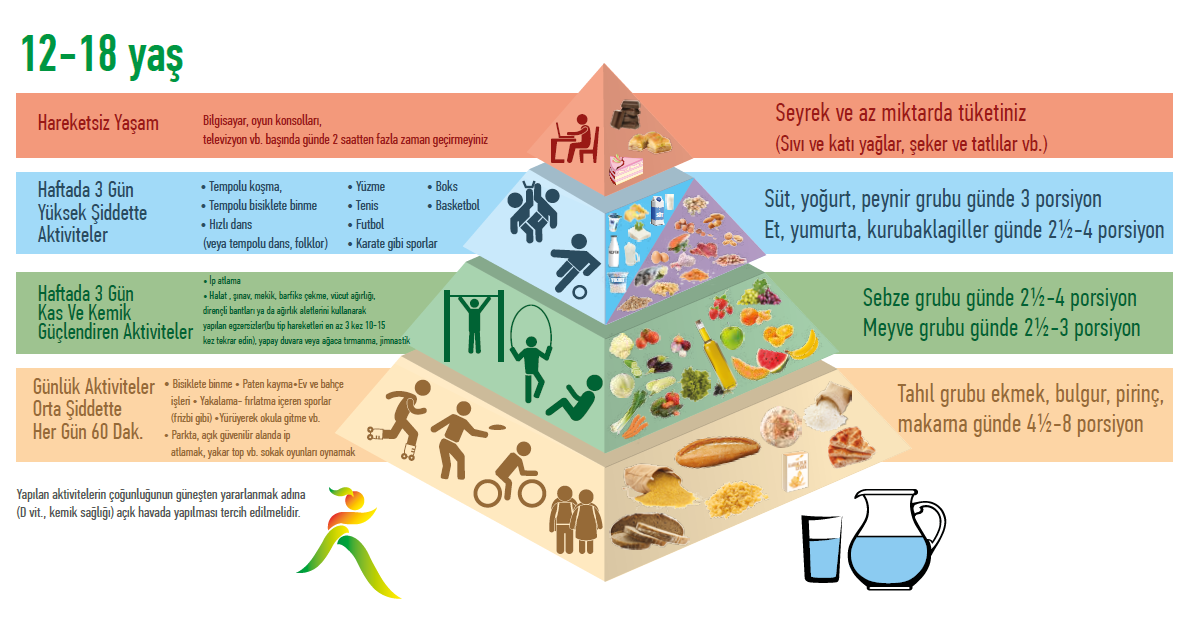 12-18 yaş
Hareketsiz Yaşam
Bilgisayar, oyun konsolları,
televizyon vb. başında günde 2 saatten fazla zaman geçirmeyiniz
Seyrek ve az miktarda tüketiniz
(Sıvı ve katı yağlar, şeker ve tatlılar vb.)
Haftada 3 Gün
Yüksek Şiddette
Aktiviteler
• Tempolu koşma,
• Tempolu bisiklete binme
• Hızlı dans
(veya tempolu dans, folklor)
• Yüzme
• Tenis
• Futbol
• Karate gibi sporlar
• Boks
• Basketbol
Süt, yoğurt, peynir grubu günde 3 porsiyon
Et, yumurta, kurubaklagiller günde 2½-4 porsiyon
Haftada 3 Gün
Kas Ve Kemik
Güçlendiren Aktiviteler
• İp atlama
• Halat , şınav, mekik, barfiks çekme, vücut ağırlığı,
dirençli bantları ya da ağırlık aletlerini kullanarak
yapılan egzersizler(bu tip hareketleri en az 3 kez 10-15
kez tekrar edin), yapay duvara veya ağaca tırmanma, jimnastik
Sebze grubu günde 2½-4 porsiyon
Meyve grubu günde 2½-3 porsiyon
Günlük Aktiviteler
Orta Şiddette
Her Gün 60 Dak.
• Bisiklete binme • Paten kayma•Ev ve bahçe
işleri • Yakalama- fırlatma içeren sporlar
(frizbi gibi) •Yürüyerek okula gitme vb.
• Parkta, açık güvenilir alanda ip
atlamak, yakar top vb. sokak oyunları oynamak
Tahıl grubu ekmek, bulgur, pirinç,
makarna günde 4½-8 porsiyon
Yapılan aktivitelerin çoğunluğunun güneşten yararlanmak adına
(D vit., kemik sağlığı) açık havada yapılması tercih edilmelidir.